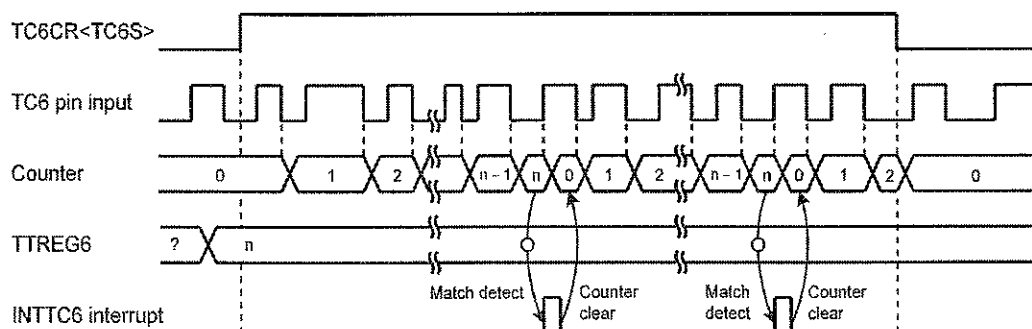 TC6CR<TC6S>
TC6 pin input
Counter 0 1 2 n – 1 n 0 1 2 n – 1 n 0 1 2 0
TTREG6 ? n
Match detect Counter clear Match detect Counter clear
INTTC6 interrupt